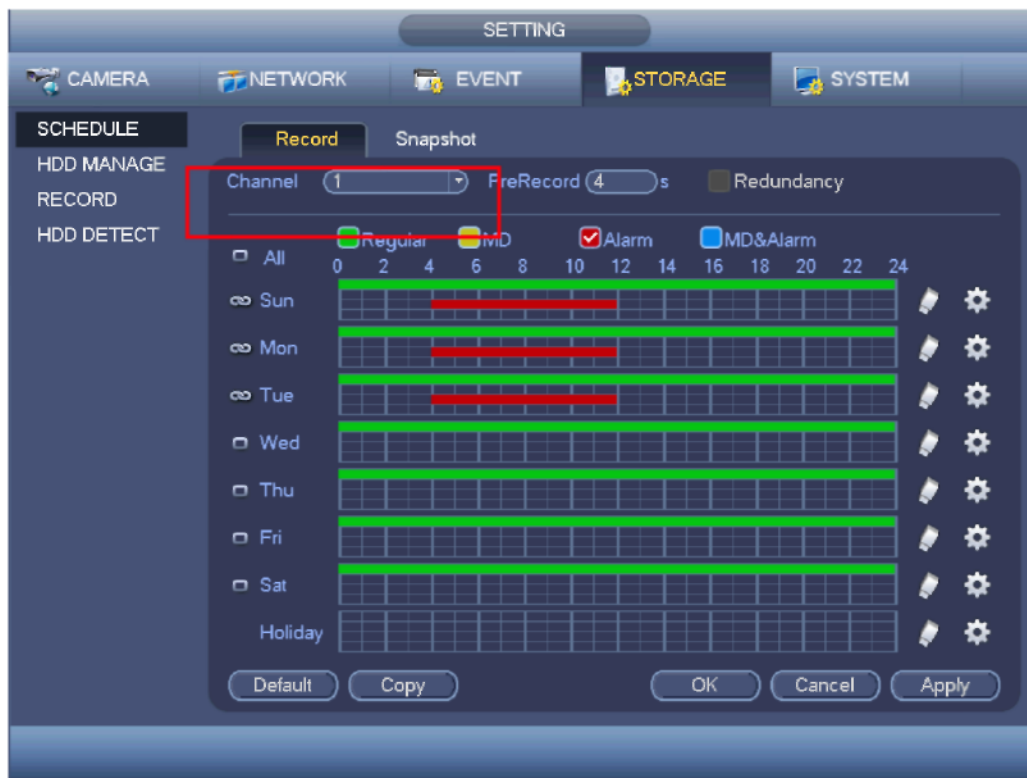 SETTING
CAMERA NETWORK EVENT STORAGE SYSTEM
SCHEDULE
HDD MANAGE
RECORD
HDD DETECT
Record Snapshot
Channel 1 PreRecord 4 s Redundancy
Regular MD Alarm MD&Alarm
All 0 2 4 6 8 10 12 14 16 18 20 22 24
Sun
Mon
Tue
Wed
Thu
Fri
Sat
Holiday
Default Copy OK Cancel Apply